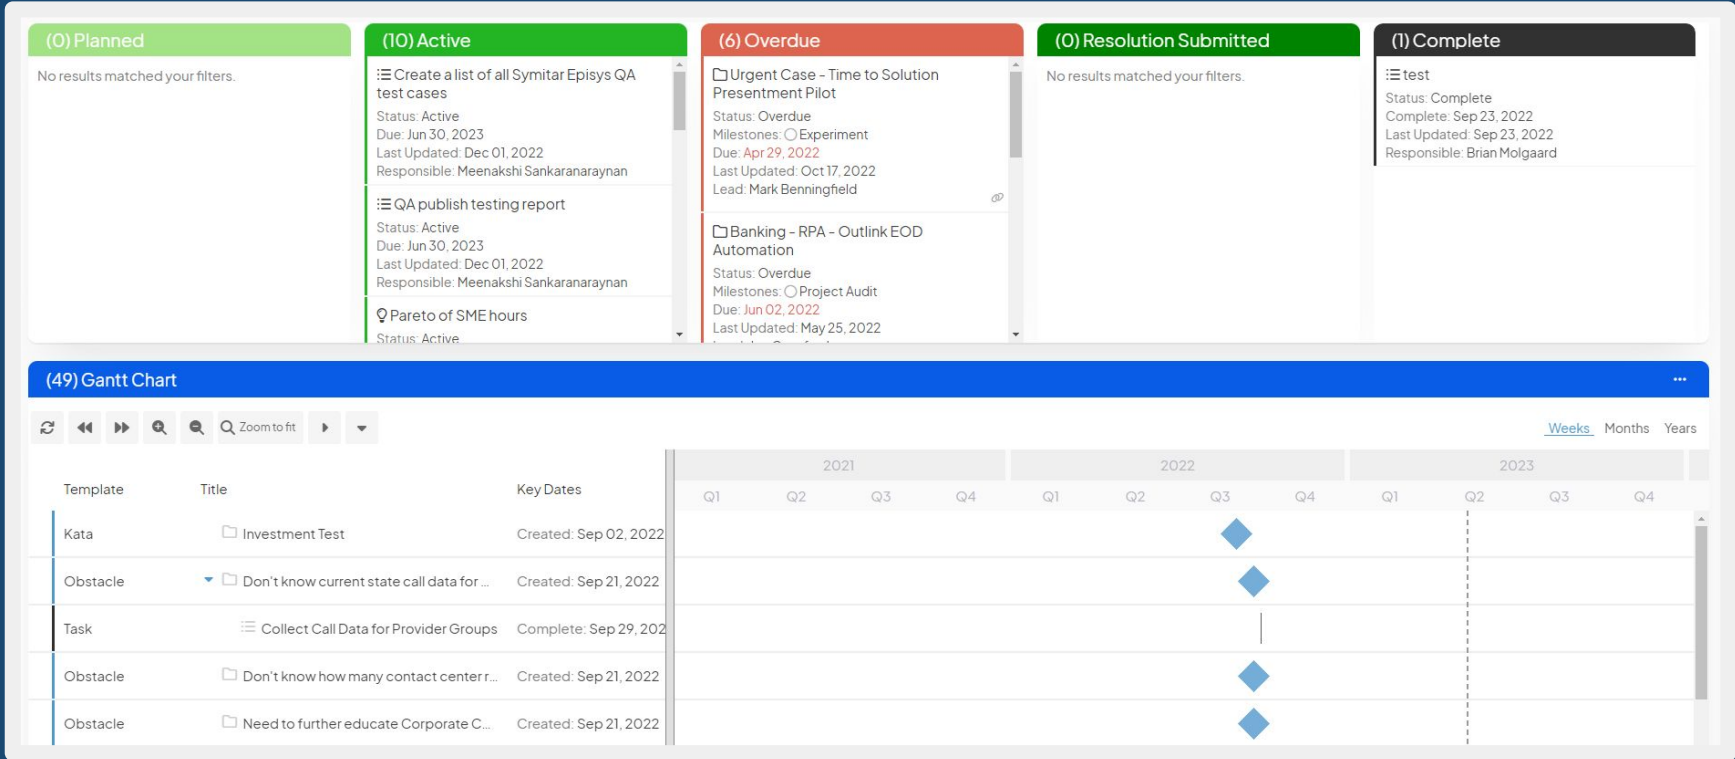 (0) Planned
No results matched your filters.
(10) Active
Create a list of all Symitar Episys QA
test cases
Status: Active
Due: Jun 30, 2023
Last Updated: Dec 01, 2022
Responsible: Meenakshi Sankaranaraynan
QA publish testing report
Status: Active
Due: Jun 30, 2023
Last Updated: Dec 01, 2022
Responsible: Meenakshi Sankaranaraynan
Pareto of SME hours
Status: Active
(6) Overdue
Urgent Case - Time to Solution
Presentment Pilot
Status: Overdue
Milestones: Experiment
Due: Apr 29, 2022
Last Updated: Oct 17, 2022
Lead: Mark Benningfield
Banking - RPA - Outlink EOD
Automation
Status: Overdue
Milestones: Project Audit
Due: Jun 02, 2022
Last Updated: May 25, 2022
(0) Resolution Submitted
No results matched your filters.
(1) Complete
test
Status: Complete
Complete: Sep 23, 2022
Last Updated: Sep 23, 2022
Responsible: Brian Molgaard
(49) Gantt Chart
Zoom to fit
Weeks Months Years
2021 2022 2023
Template Title Key Dates
Q1 Q2 Q3 Q4 Q1 Q2 Q3 Q4 Q1 Q2 Q3 Q4
Kata Investment Test Created: Sep 02, 2022
Obstacle Don't know current state call data for ... Created: Sep 21, 2022
Task Collect Call Data for Provider Groups Complete: Sep 29, 202
Obstacle Don't know how many contact center r... Created: Sep 21, 2022
Obstacle Need to further educate Corporate C... Created: Sep 21, 2022